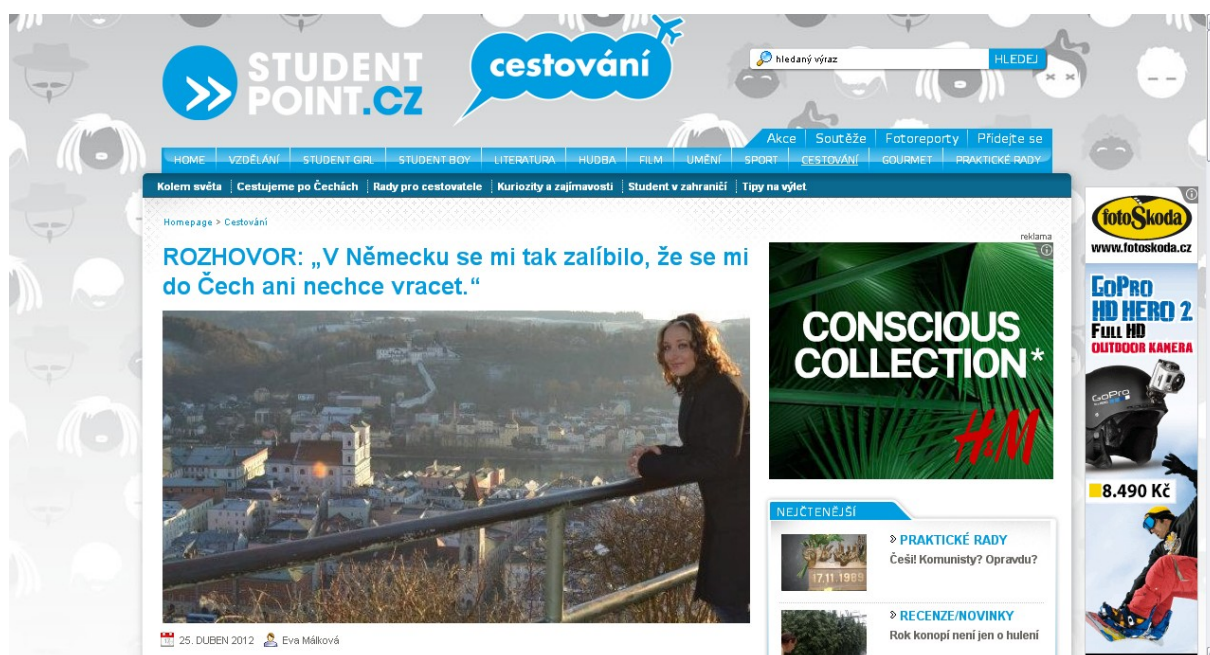 STUDENT
POINT.CZ
cestování
hledaný výraz
HLEDEJ
Akce Soutěže Fotoreporty Přidejte se
HOME VZDĚLÁNÍ STUDENT GIRL STUDENT BOY LITERATURA HUDBA FILM UMĚNÍ SPORT CESTOVÁNÍ GOURMET PRAKTICKÉ RADY
Kolem světa Cestujeme po Čechách Rady pro cestovatele Kuriozity a zajímavosti Student v zahraničí Tipy na výlet
Homepage > Cestování
ROZHOVOR: „V Německu se mi tak zalíbilo, že se mi
do Čech ani nechce vracet.“
25. DUBEN 2012 Eva Málková
reklama
CONSCIOUS
COLLECTION*
H&M
NEJČTENĚJŠÍ
17.11 1989
» PRAKTICKÉ RADY
Češi! Komunisty? Opravdu?
» RECENZE/NOVINKY
Rok konopí není jen o hulení
fotoSkoda
www.fotoskoda.cz
GoPro
HD HERO 2
Full HD
OUTDOOR KAMERA
GoPro
8.490 Kč